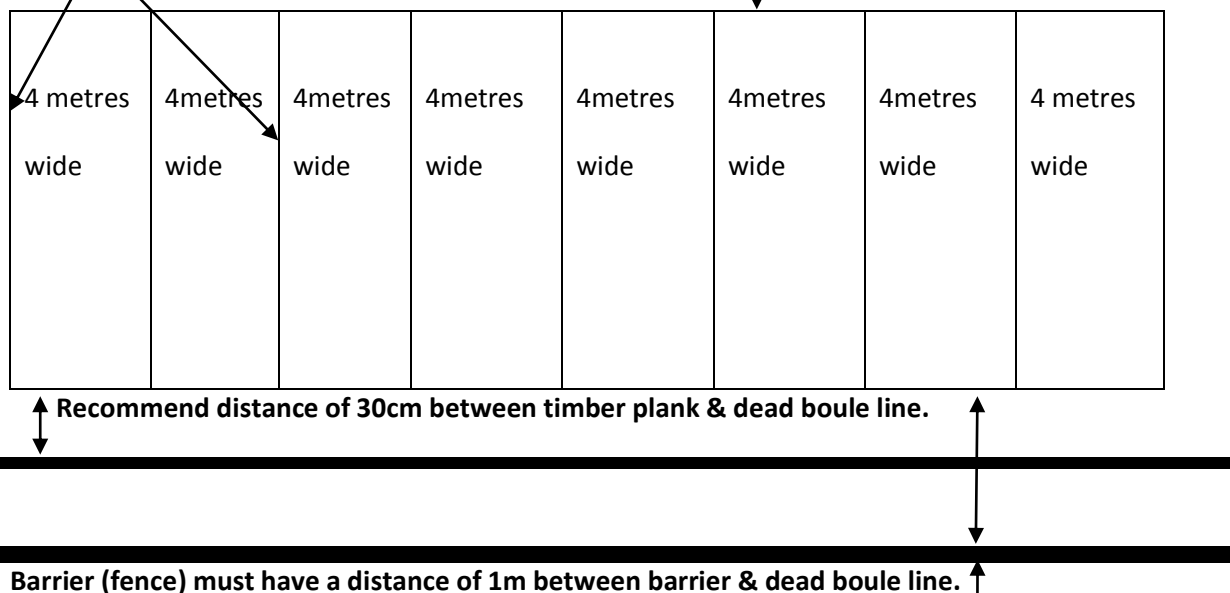 4 metres 4metres 4metres 4metres 4metres 4metres 4metres 4 metres
wide wide wide wide wide wide wide wide
Recommend distance of 30cm between timber plank & dead boule line.
Barrier (fence) must have a distance of 1m between barrier & dead boule line.